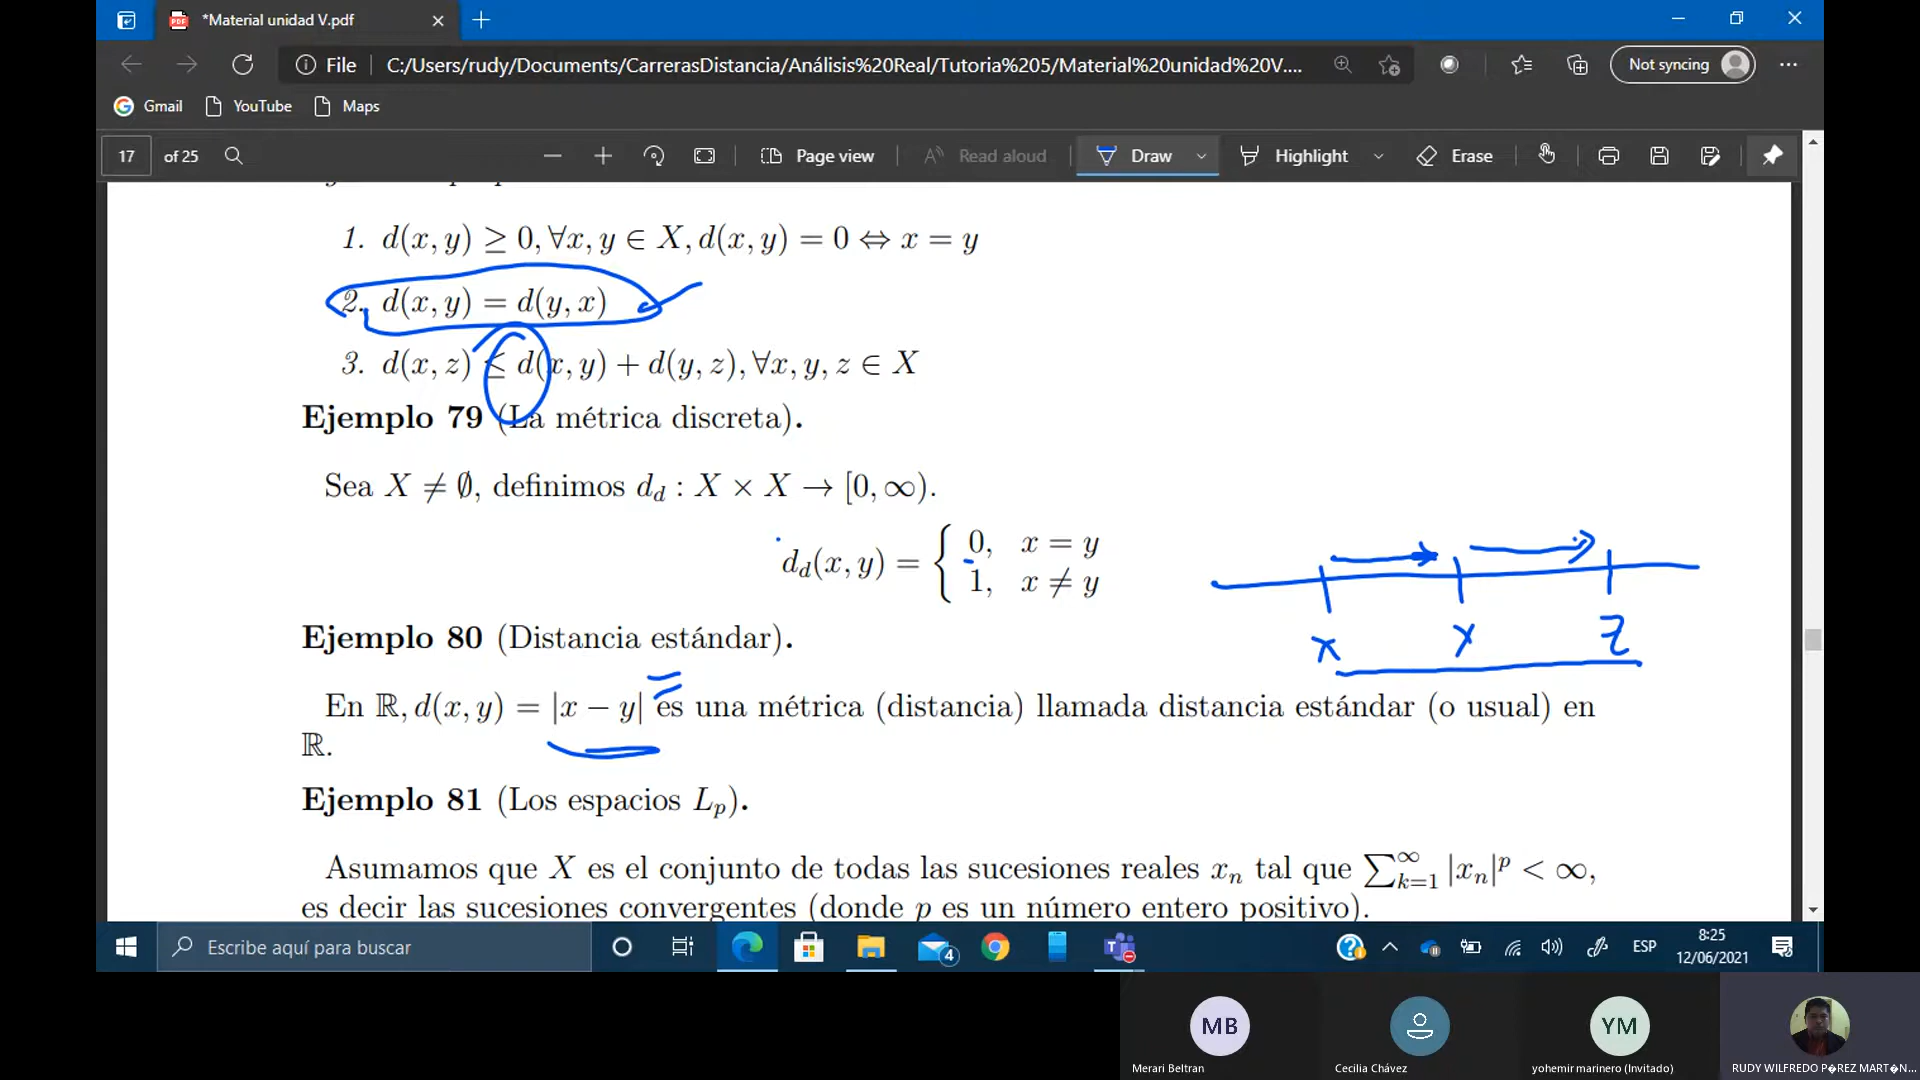 *Material unidad V.pdf
File C:/Users/rudy/Documents/CarrerasDistancia/Análisis%20Real/Tutoria%205/Material%20unidad%20V.... Not syncing
Gmail YouTube Maps
17 of 25 Page view Read aloud Draw Highlight Erase
1. d(x, y) ≥ 0, ∀x, y ∈ X, d(x, y) = 0 ⇔ x = y
2. d(x, y) = d(y, x)
3. d(x, z) ≤ d(x, y) + d(y, z), ∀x, y, z ∈ X
Ejemplo 79 (La métrica discreta).
Sea X ≠ ∅, definimos d_d : X × X → [0, ∞).
d_d(x, y) = { 0, x = y
1, x ≠ y
x y z
Ejemplo 80 (Distancia estándar).
En ℝ, d(x, y) = |x − y| es una métrica (distancia) llamada distancia estándar (o usual) en
ℝ.
Ejemplo 81 (Los espacios L_p).
Asumamos que X es el conjunto de todas las sucesiones reales x_n tal que ∑_{k=1}^{∞} |x_n|^p < ∞,
es decir las sucesiones convergentes (donde p es un número entero positivo).
Escribe aquí para buscar 4 ESP 8:25
12/06/2021
MB YM
Merari Beltran Cecilia Chávez yohemir marinero (Invitado) RUDY WILFREDO P�REZ MART�N...